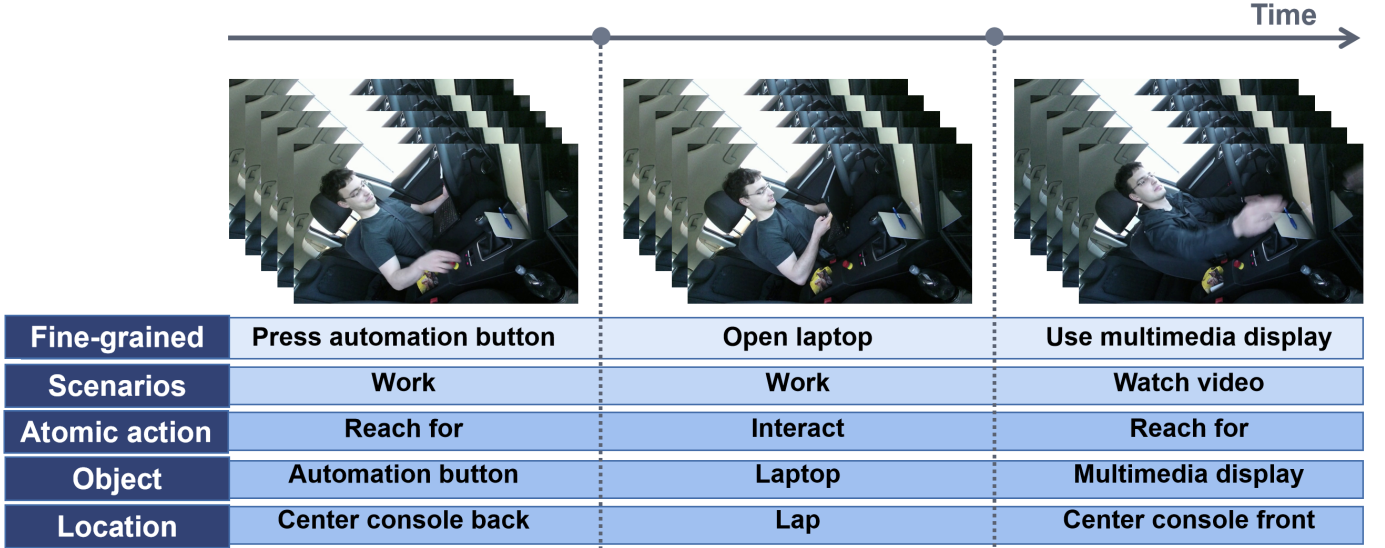 Time
Fine-grained Press automation button Open laptop Use multimedia display
Scenarios Work Work Watch video
Atomic action Reach for Interact Reach for
Object Automation button Laptop Multimedia display
Location Center console back Lap Center console front